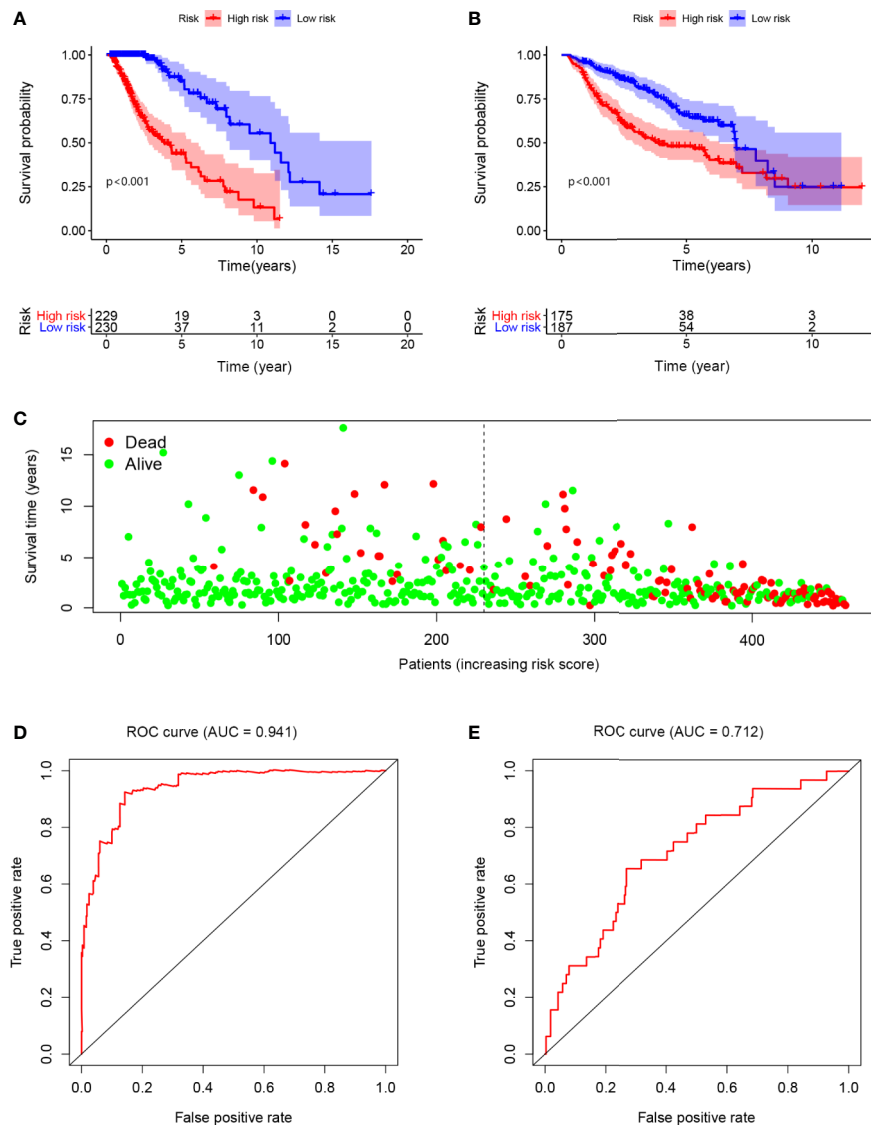 A
Risk High risk Low risk
Survival probability
1.00
0.75
0.50
0.25
0.00
p<0.001
0 5 10 15 20
Time(years)
Risk
High risk 229 19 3 0 0
Low risk 230 37 11 2 0
0 5 10 15 20
Time (year)
B
Risk High risk Low risk
Survival probability
1.00
0.75
0.50
0.25
0.00
p<0.001
0 5 10
Time(years)
Risk
High risk 175 38 3
Low risk 187 54 2
0 5 10
Time (year)
C
Dead
Alive
Survival time (years)
15
10
5
0
0 100 200 300 400
Patients (increasing risk score)
D
ROC curve (AUC = 0.941)
True positive rate
1.0
0.8
0.6
0.4
0.2
0.0
0.0 0.2 0.4 0.6 0.8 1.0
False positive rate
E
ROC curve (AUC = 0.712)
True positive rate
1.0
0.8
0.6
0.4
0.2
0.0
0.0 0.2 0.4 0.6 0.8 1.0
False positive rate